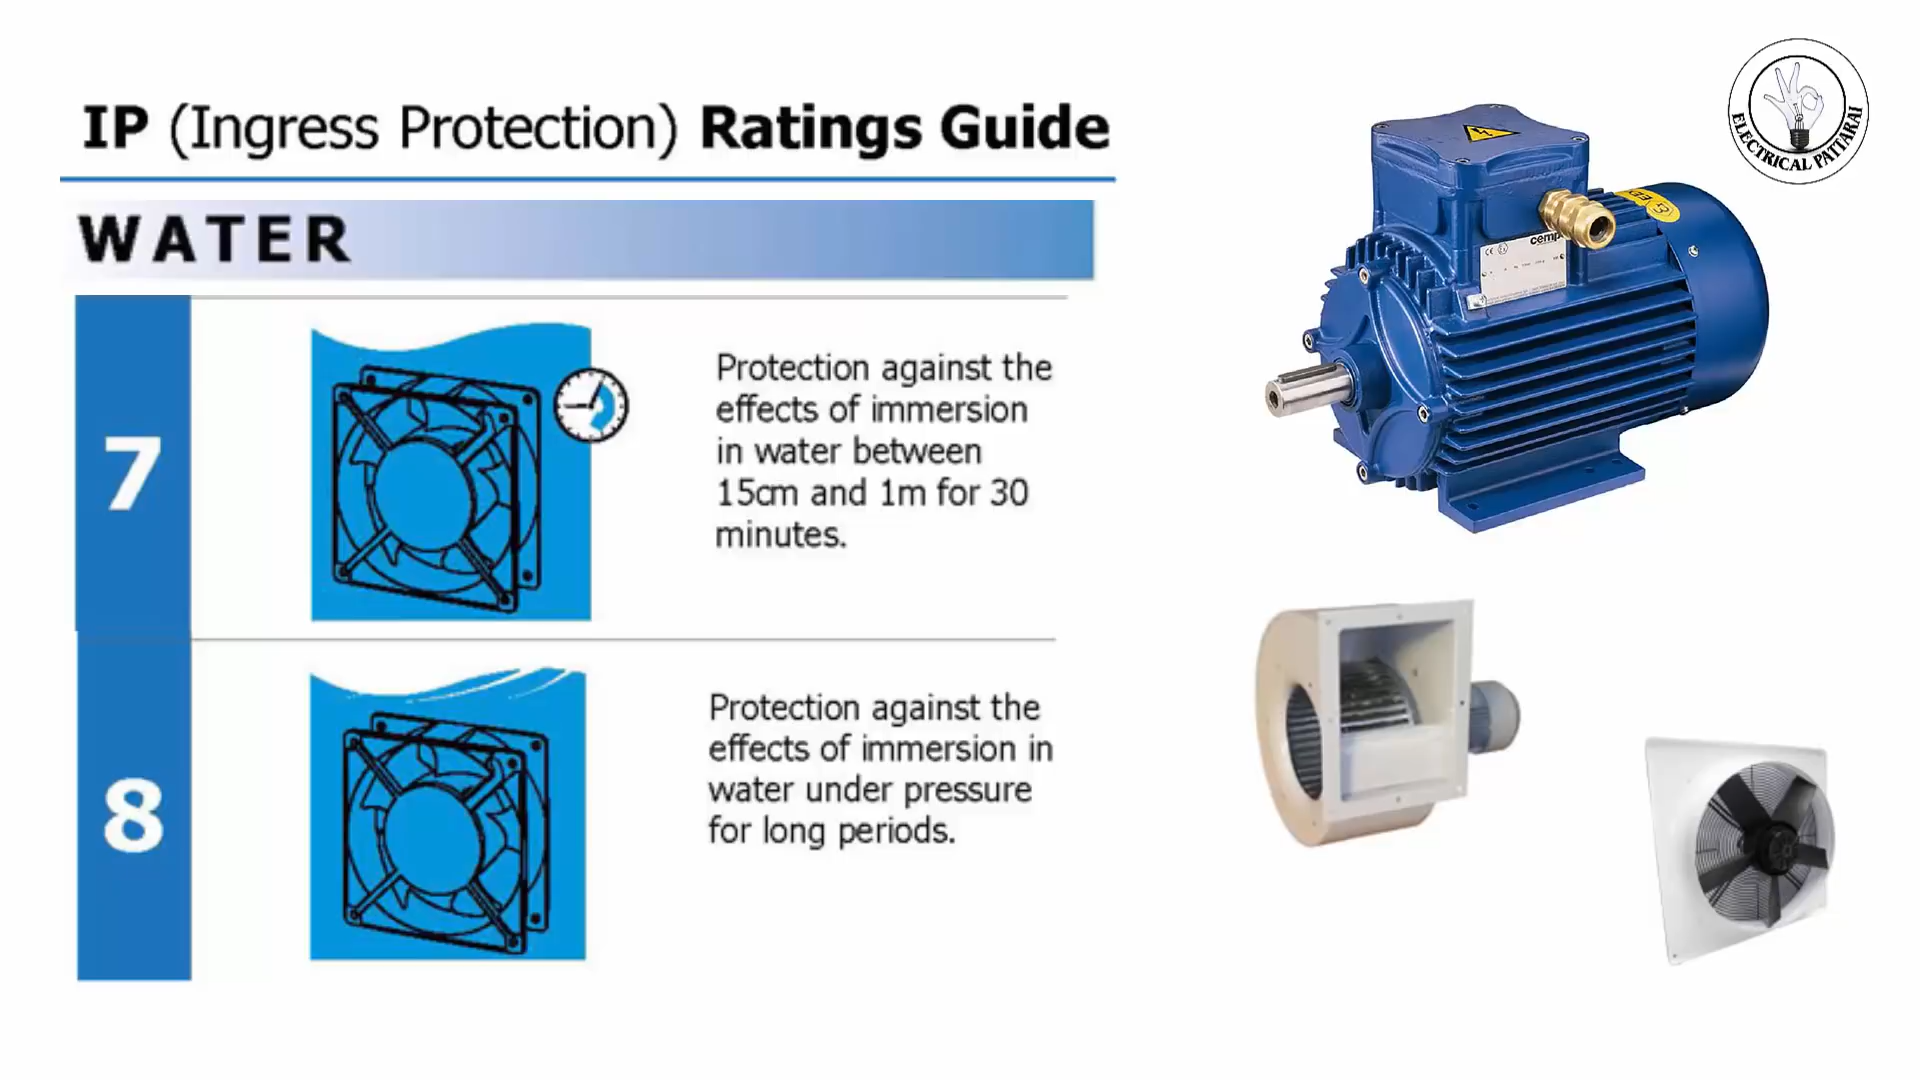 IP (Ingress Protection) Ratings Guide
WATER
7
Protection against the
effects of immersion
in water between
15cm and 1m for 30
minutes.
8
Protection against the
effects of immersion in
water under pressure
for long periods.
ELECTRICAL PATTARAI
cemp
CE